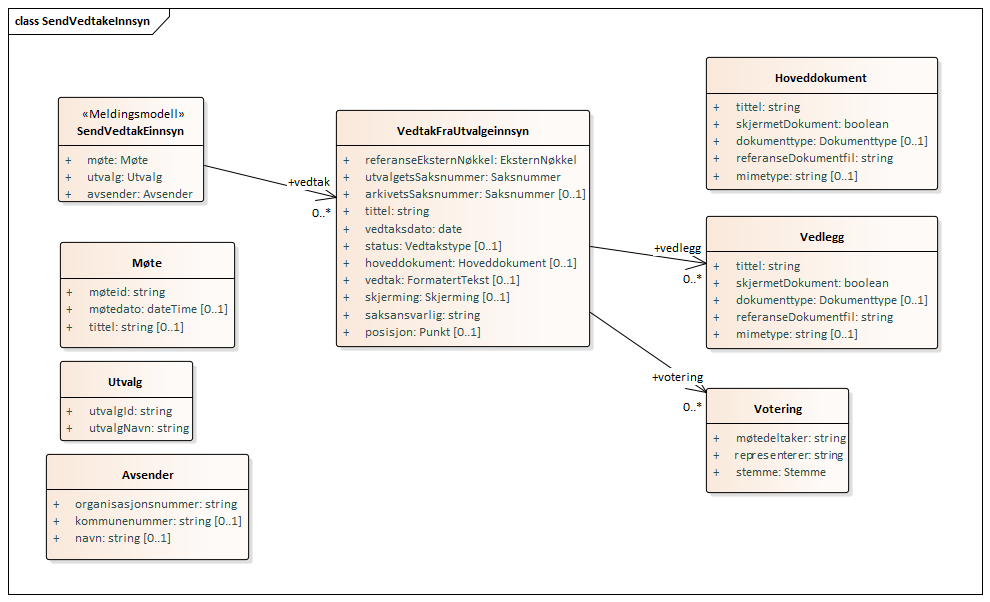 class SendVedtakeInnsyn
«Meldingsmodell»
SendVedtakEinnsyn
+ møte: Møte
+ utvalg: Utvalg
+ avsender: Avsender
+vedtak
0..*
Møte
+ møteid: string
+ møtedato: dateTime [0..1]
+ tittel: string [0..1]
Utvalg
+ utvalgId: string
+ utvalgNavn: string
Avsender
+ organisasjonsnummer: string
+ kommunenummer: string [0..1]
+ navn: string [0..1]
VedtakFraUtvalgeinnsyn
+ referanseEksternNøkkel: EksternNøkkel
+ utvalgetsSaksnummer: Saksnummer
+ arkivetsSaksnummer: Saksnummer [0..1]
+ tittel: string
+ vedtaksdato: date
+ status: Vedtakstype [0..1]
+ hoveddokument: Hoveddokument [0..1]
+ vedtak: FormatertTekst [0..1]
+ skjerming: Skjerming [0..1]
+ saksansvarlig: string
+ posisjon: Punkt [0..1]
+vedlegg
0..*
+votering
0..*
Hoveddokument
+ tittel: string
+ skjermetDokument: boolean
+ dokumenttype: Dokumenttype [0..1]
+ referanseDokumentfil: string
+ mimetype: string [0..1]
Vedlegg
+ tittel: string
+ skjermetDokument: boolean
+ dokumenttype: Dokumenttype [0..1]
+ referanseDokumentfil: string
+ mimetype: string [0..1]
Votering
+ møtedeltaker: string
+ representerer: string
+ stemme: Stemme